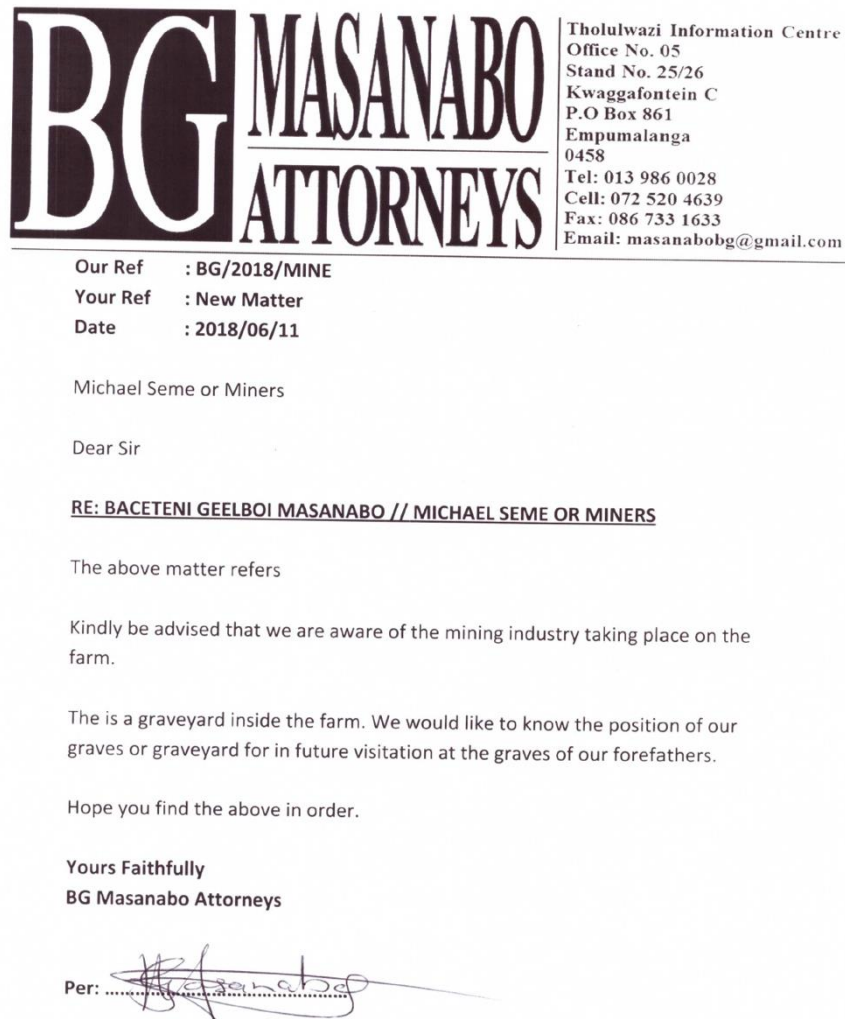 BG MASANABO
ATTORNEYS
Tholulwazi Information Centre
Office No. 05
Stand No. 25/26
Kwaggafontein C
P.O Box 861
Empumalanga
0458
Tel: 013 986 0028
Cell: 072 520 4639
Fax: 086 733 1633
Email: masanabobg@gmail.com
Our Ref : BG/2018/MINE
Your Ref : New Matter
Date : 2018/06/11
Michael Seme or Miners
Dear Sir
RE: BACETENI GEELBOI MASANABO // MICHAEL SEME OR MINERS
The above matter refers
Kindly be advised that we are aware of the mining industry taking place on the
farm.
The is a graveyard inside the farm. We would like to know the position of our
graves or graveyard for in future visitation at the graves of our forefathers.
Hope you find the above in order.
Yours Faithfully
BG Masanabo Attorneys
Per: ........Masanabo........